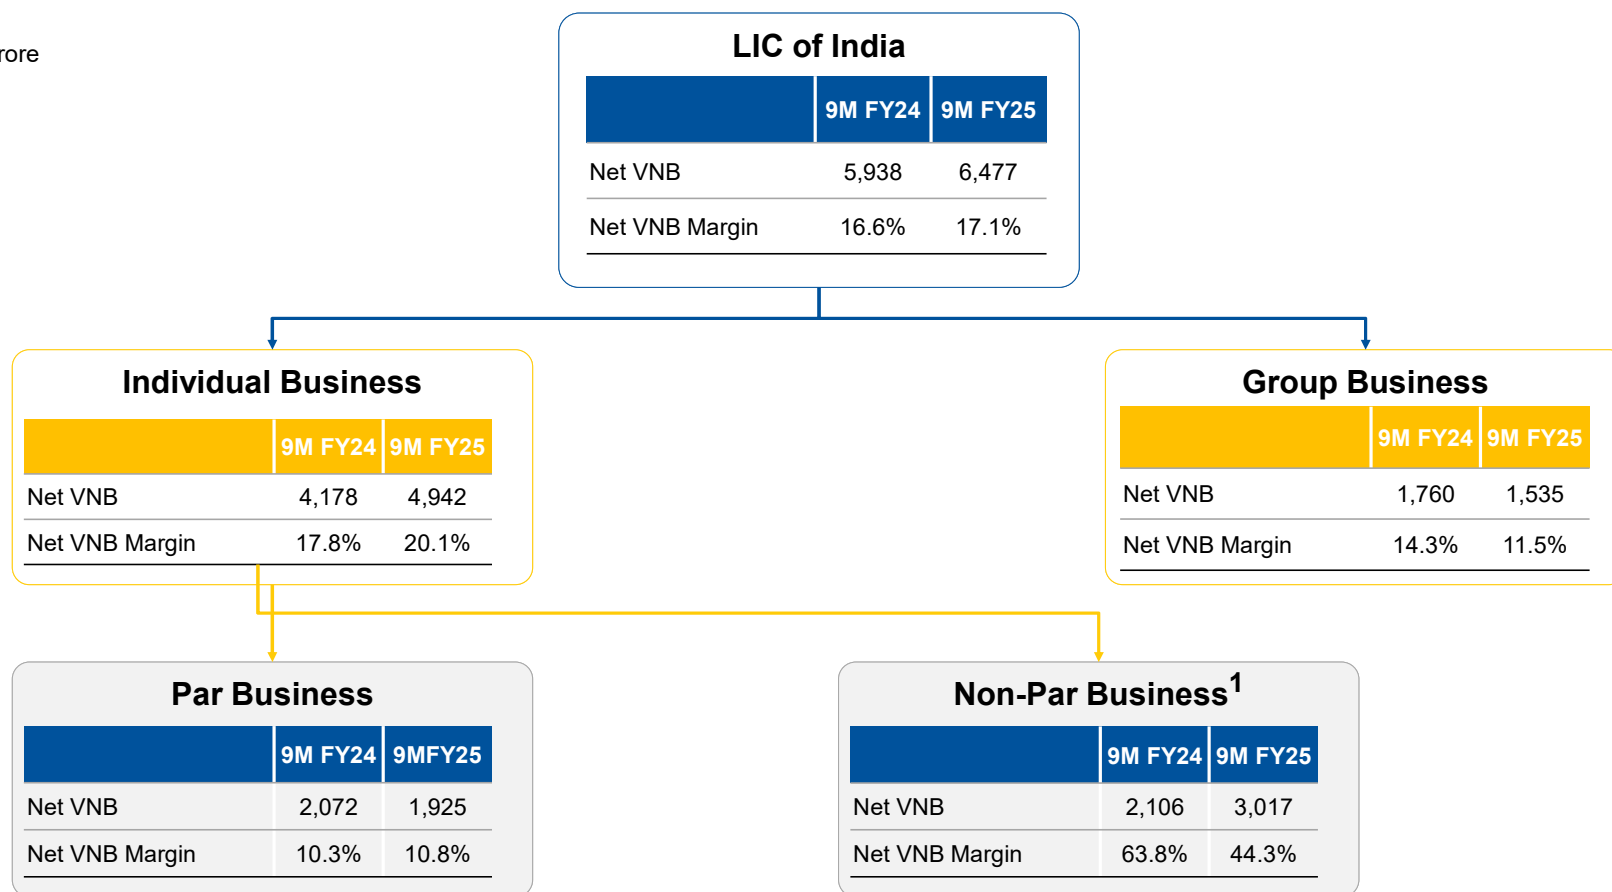 LIC of India
9M FY24 9M FY25
Net VNB 5,938 6,477
Net VNB Margin 16.6% 17.1%
Individual Business
9M FY24 9M FY25
Net VNB 4,178 4,942
Net VNB Margin 17.8% 20.1%
Group Business
9M FY24 9M FY25
Net VNB 1,760 1,535
Net VNB Margin 14.3% 11.5%
Par Business
9M FY24 9MFY25
Net VNB 2,072 1,925
Net VNB Margin 10.3% 10.8%
Non-Par Business1
9M FY24 9M FY25
Net VNB 2,106 3,017
Net VNB Margin 63.8% 44.3%